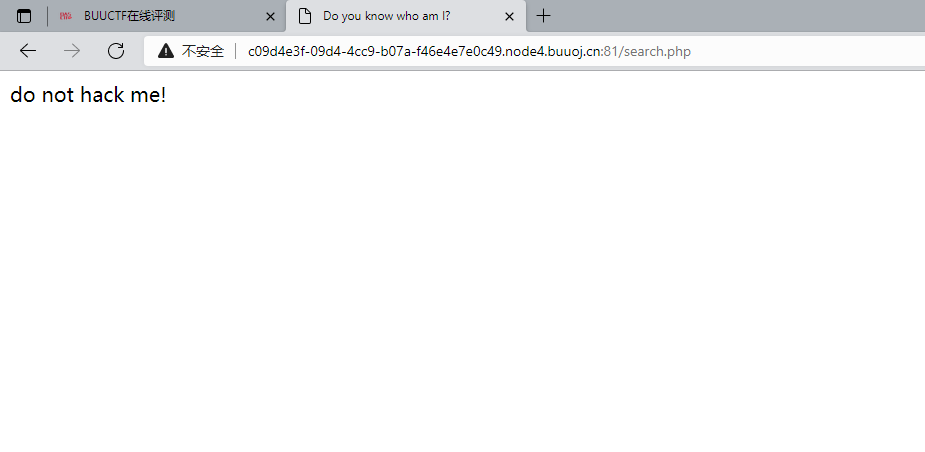 BUUCTF在线评测
Do you know who am I?
不安全
c09d4e3f-09d4-4cc9-b07a-f46e4e7e0c49.node4.buuoj.cn:81/search.php
do not hack me!